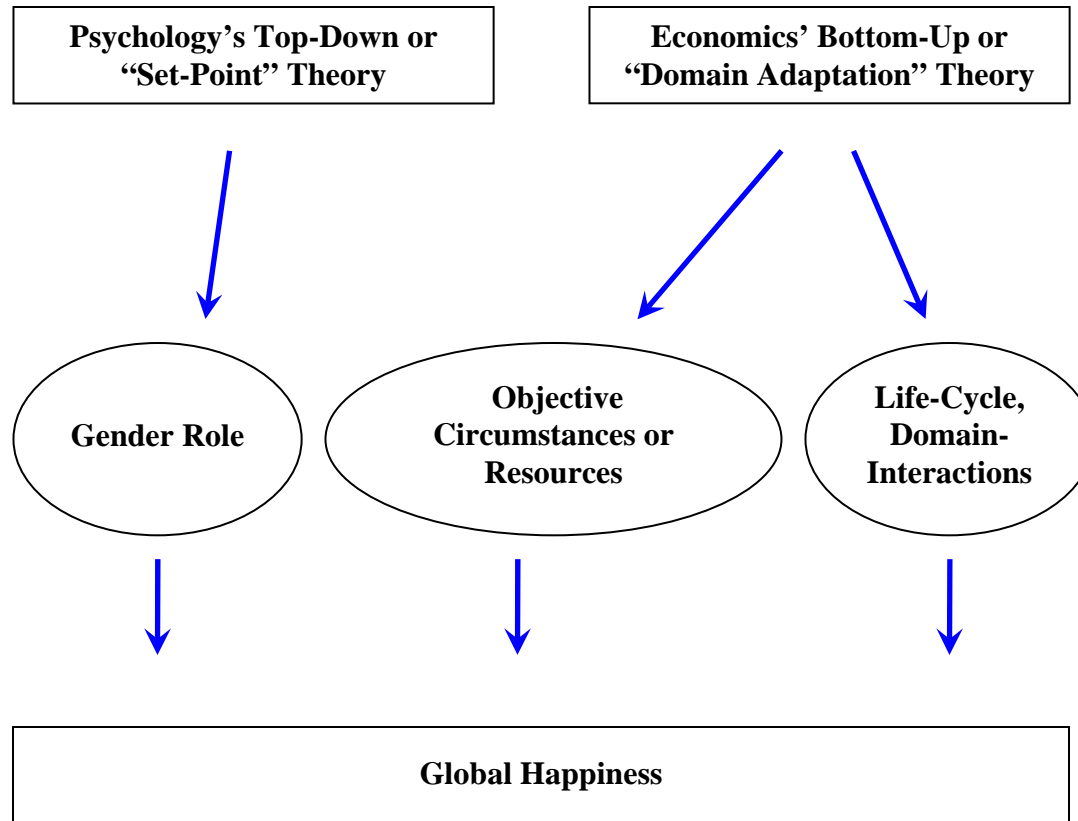 Psychology’s Top-Down or
“Set-Point” Theory
Economics’ Bottom-Up or
“Domain Adaptation” Theory
Gender Role
Objective
Circumstances or
Resources
Life-Cycle,
Domain-
Interactions
Global Happiness